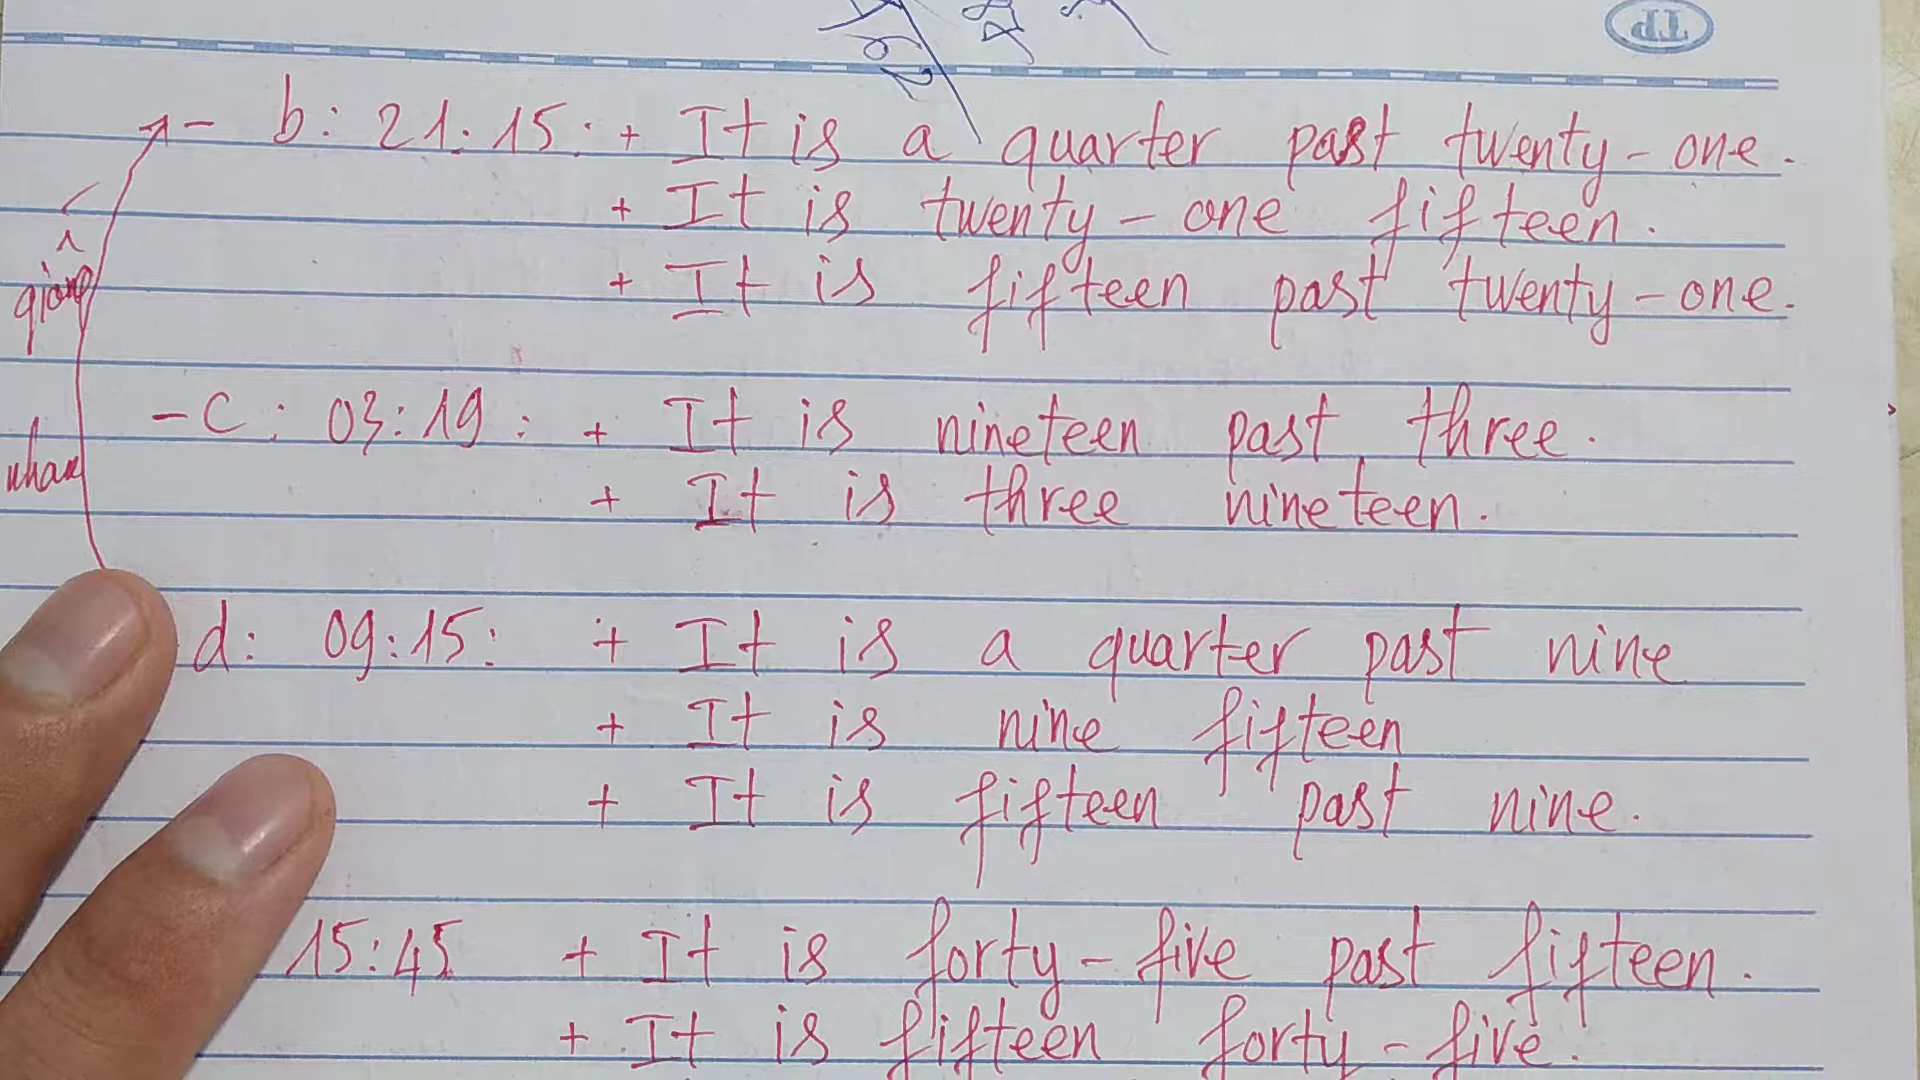 TP
- b: 21:15: + It is a quarter past twenty-one.
+ It is twenty-one fifteen.
+ It is fifteen past twenty-one.
giống
nhau
- C: 03:19: + It is nineteen past three.
+ It is three nineteen.
d: 09:15: + It is a quarter past nine
+ It is nine fifteen
+ It is fifteen past nine.
15:45 + It is forty-five past fifteen.
+ It is fifteen forty-five.